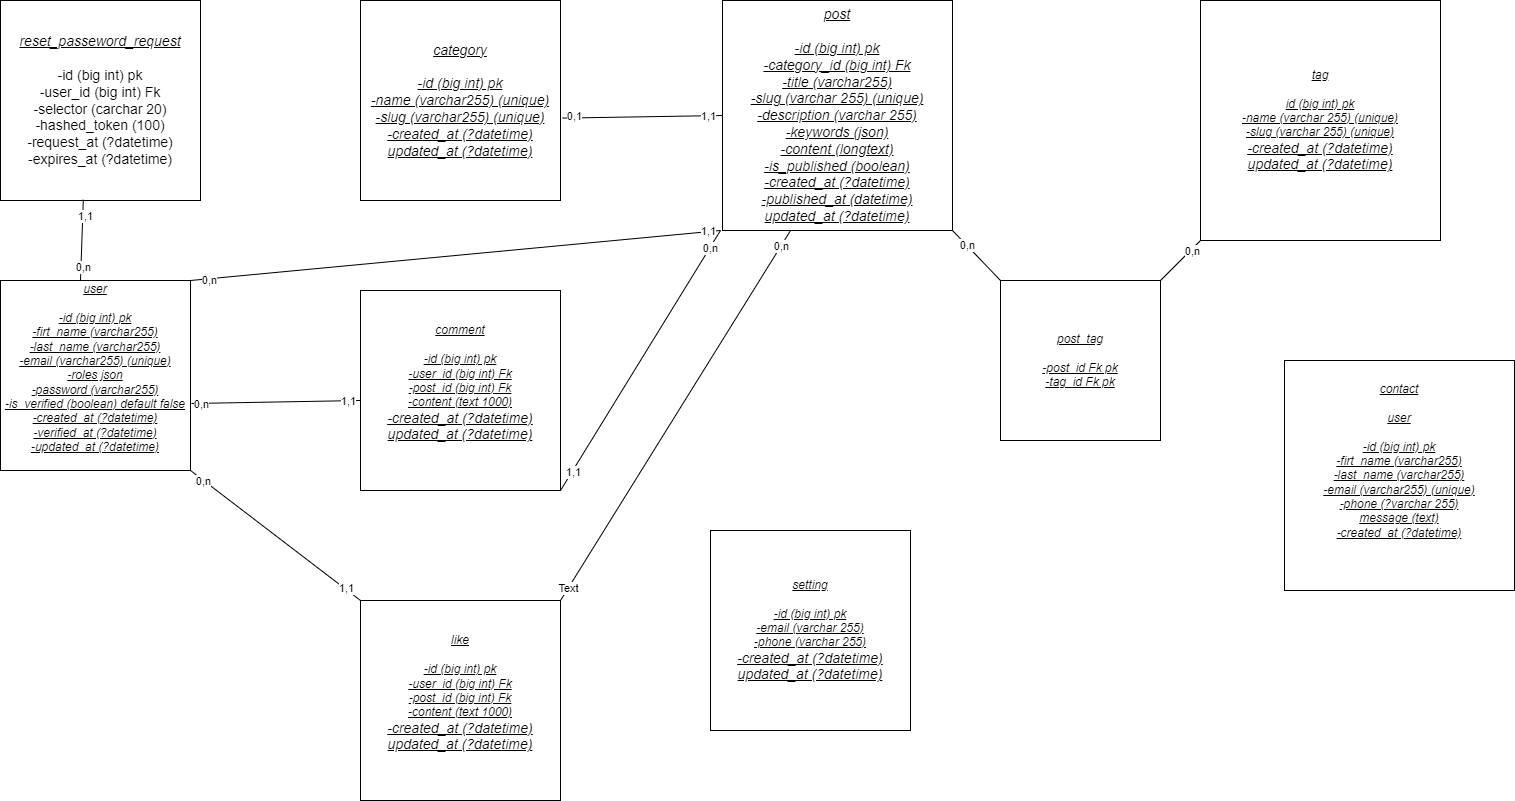 reset_passeword_request
-id (big int) pk
-user_id (big int) Fk
-selector (carchar 20)
-hashed_token (100)
-request_at (?datetime)
-expires_at (?datetime)
category
-id (big int) pk
-name (varchar255) (unique)
-slug (varchar255) (unique)
-created_at (?datetime)
updated_at (?datetime)
-0,1
1,1
post
-id (big int) pk
-category_id (big int) Fk
-title (varchar255)
-slug (varchar 255) (unique)
-description (varchar 255)
-keywords (json)
-content (longtext)
-is_published (boolean)
-created_at (?datetime)
-published_at (datetime)
updated_at (?datetime)
tag
id (big int) pk
-name (varchar 255) (unique)
-slug (varchar 255) (unique)
-created_at (?datetime)
updated_at (?datetime)
1,1
0,n
1,1
0,n
0,n
0,n
0,n
0,n
user
-id (big int) pk
-firt_name (varchar255)
-last_name (varchar255)
-email (varchar255) (unique)
-roles json
-password (varchar255)
-is_verified (boolean) default false
-created_at (?datetime)
-verified_at (?datetime)
-updated_at (?datetime)
0,n
1,1
comment
-id (big int) pk
-user_id (big int) Fk
-post_id (big int) Fk
-content (text 1000)
-created_at (?datetime)
updated_at (?datetime)
1,1
post_tag
-post_id Fk pk
-tag_id Fk pk
contact
user
-id (big int) pk
-firt_name (varchar255)
-last_name (varchar255)
-email (varchar255) (unique)
-phone (?varchar 255)
message (text)
-created_at (?datetime)
0,n
1,1
Text
like
-id (big int) pk
-user_id (big int) Fk
-post_id (big int) Fk
-content (text 1000)
-created_at (?datetime)
updated_at (?datetime)
setting
-id (big int) pk
-email (varchar 255)
-phone (varchar 255)
-created_at (?datetime)
updated_at (?datetime)